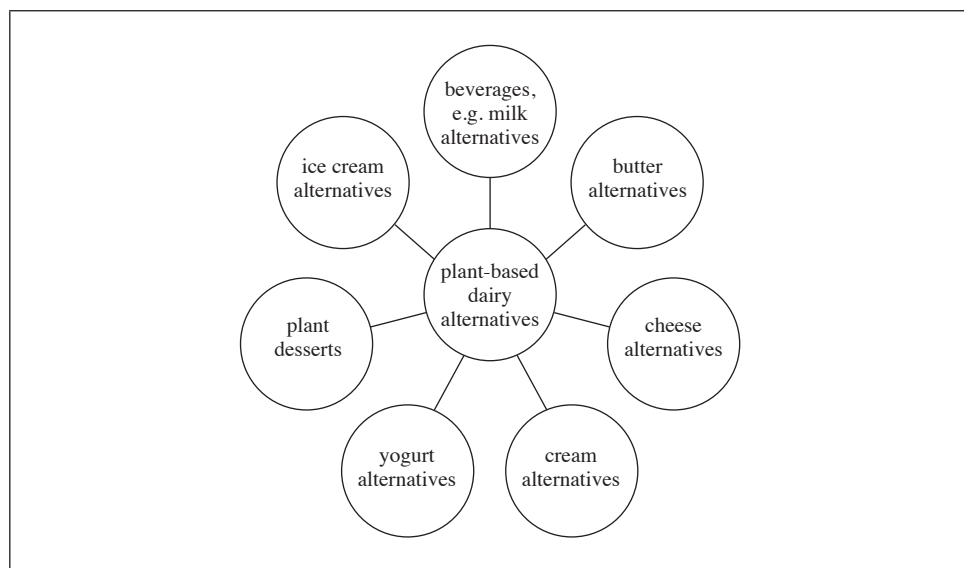 beverages,
e.g. milk
alternatives
ice cream
alternatives
butter
alternatives
plant-based
dairy
alternatives
plant
desserts
cheese
alternatives
yogurt
alternatives
cream
alternatives